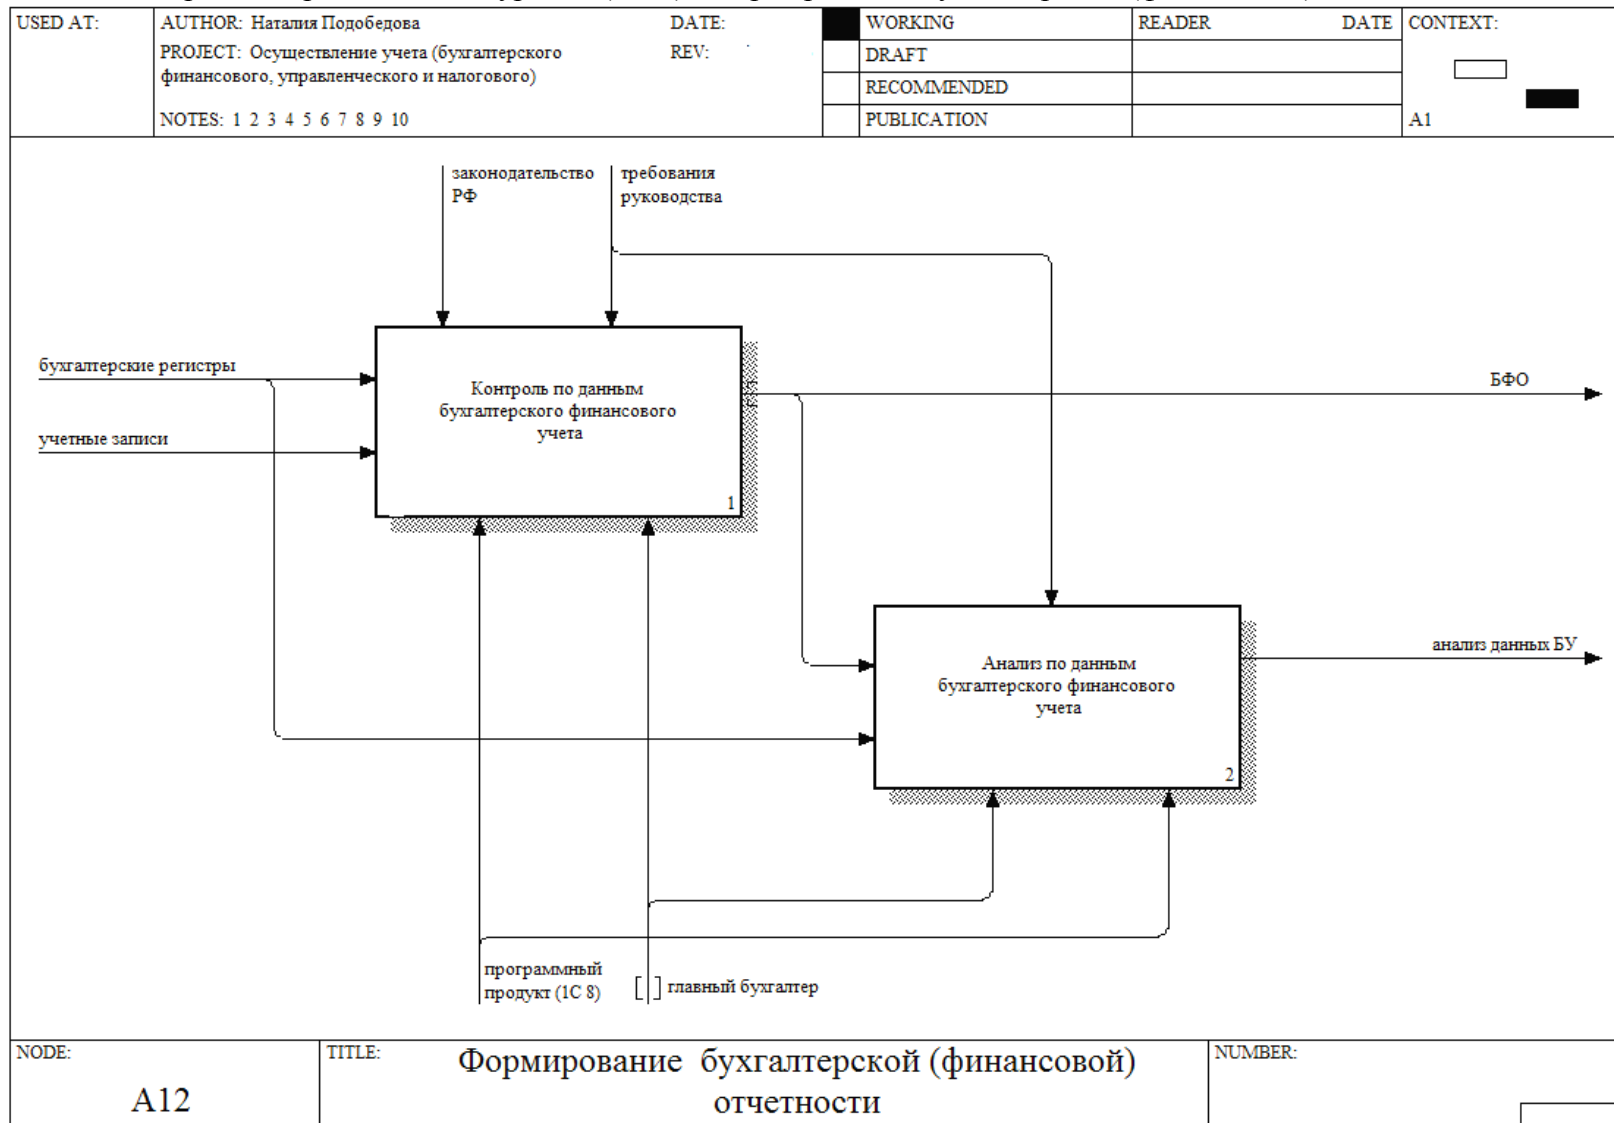 USED AT:
AUTHOR: Наталия Подобедова
DATE:
PROJECT: Осуществление учета (бухгалтерского
финансового, управленческого и налогового)
REV:
NOTES: 1 2 3 4 5 6 7 8 9 10
WORKING
DRAFT
RECOMMENDED
PUBLICATION
READER
DATE
CONTEXT:
A1
законодательство
РФ
требования
руководства
бухгалтерские регистры
учетные записи
Контроль по данным
бухгалтерского финансового
учета
1
БФО
Анализ по данным
бухгалтерского финансового
учета
2
анализ данных БУ
программный
продукт (1С 8)
главный бухгалтер
NODE:
A12
TITLE:
Формирование бухгалтерской (финансовой)
отчетности
NUMBER: